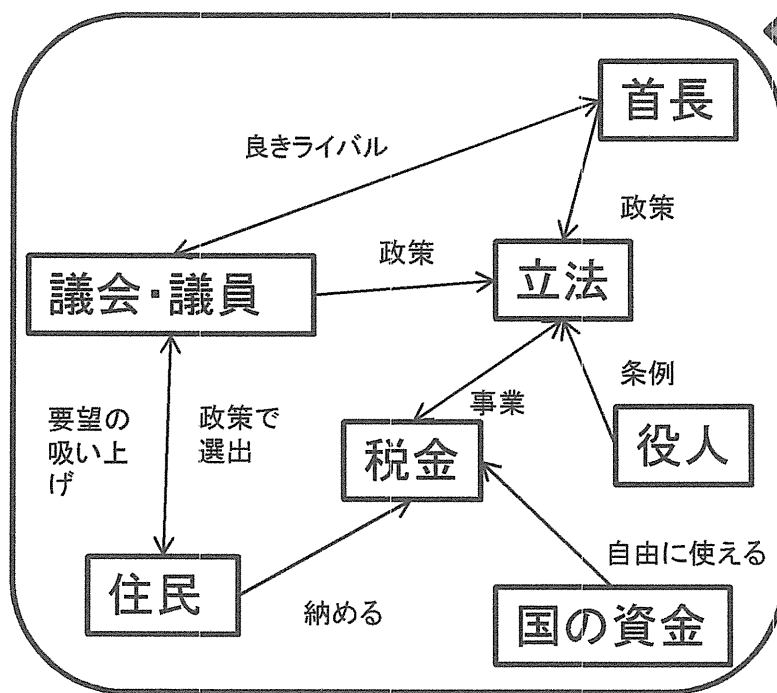 首長
良きライバル
政策
政策
議会・議員
立法
条例
要望の
吸い上
げ
政策で
選出
事業
税金
役人
自由に使える
住民
納める
国の資金